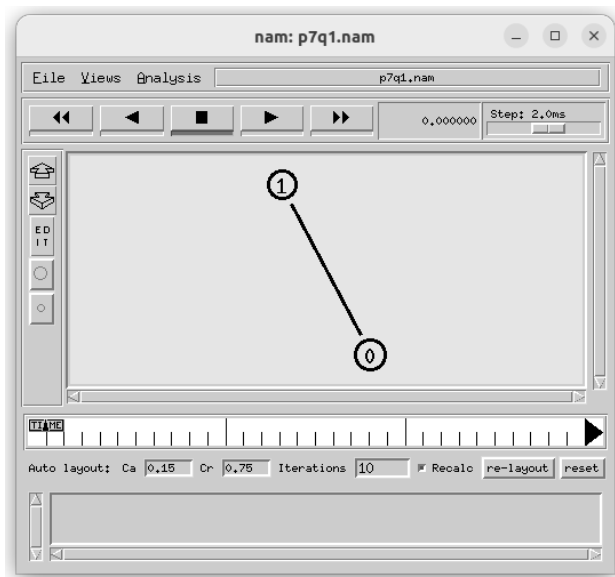 nam: p7q1.nam
File Views Analysis p7q1.nam
0.000000 Step: 2.0ms
1
ED
IT
0
TIME
Auto layout: Ca 0.15 Cr 0.75 Iterations 10 Recalc re-layout reset